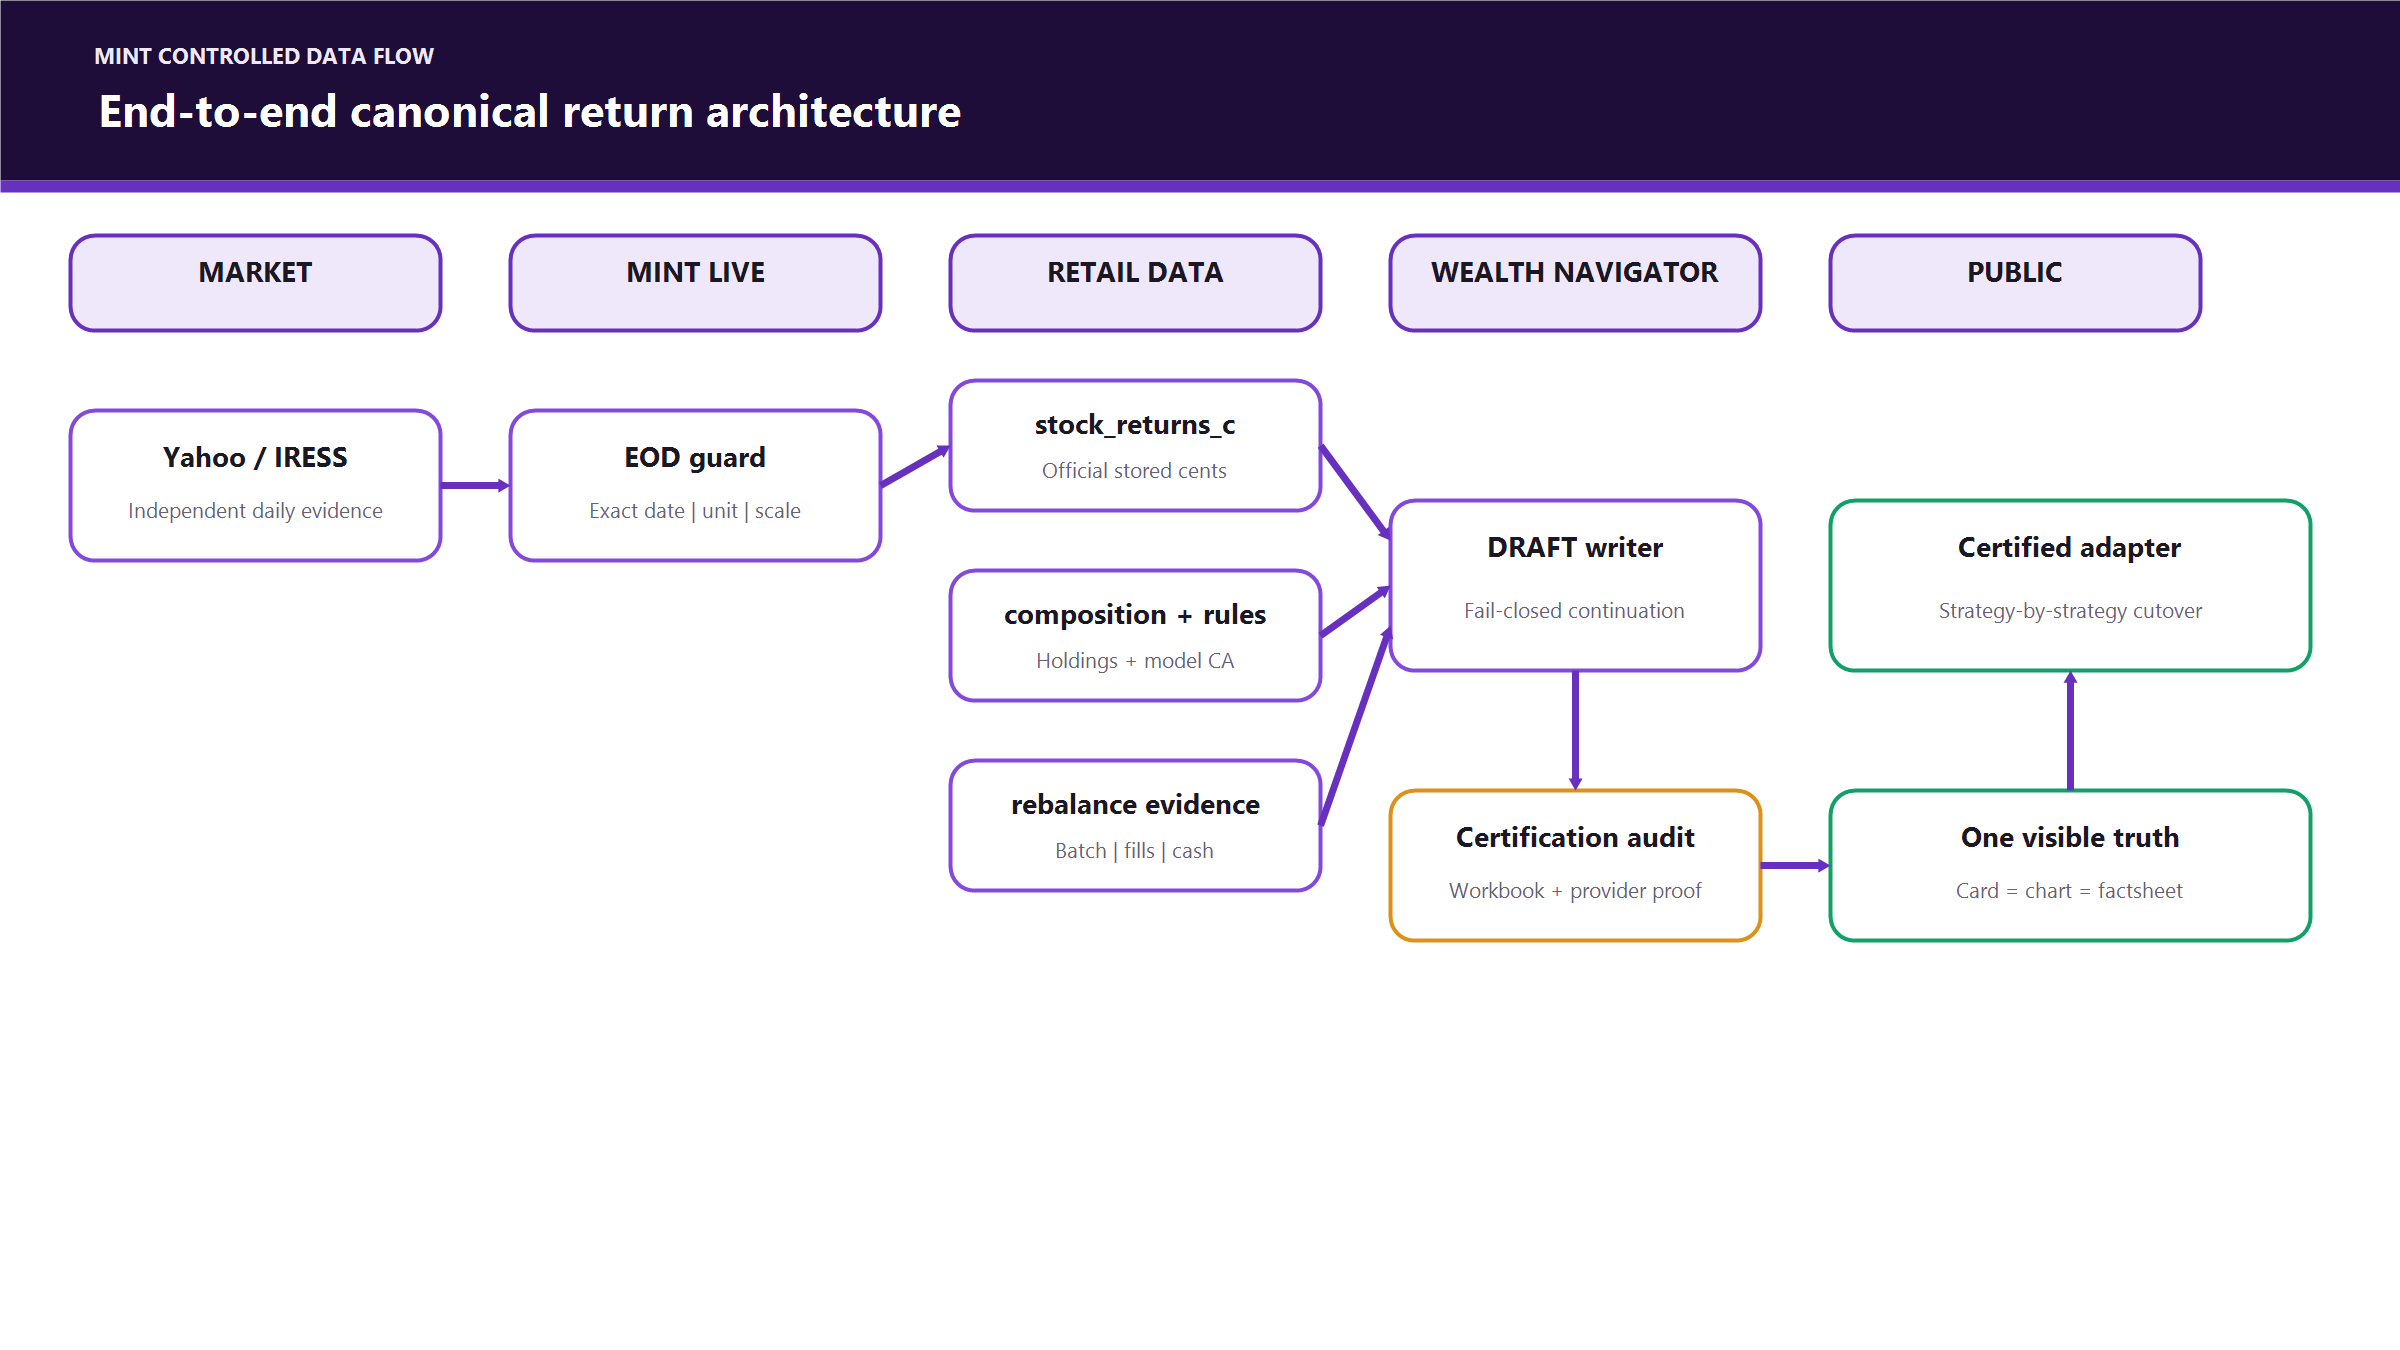 MINT CONTROLLED DATA FLOW
End-to-end canonical return architecture
MARKET
MINT LIVE
RETAIL DATA
WEALTH NAVIGATOR
PUBLIC
Yahoo / IRESS
Independent daily evidence
EOD guard
Exact date | unit | scale
stock_returns_c
Official stored cents
composition + rules
Holdings + model CA
rebalance evidence
Batch | fills | cash
DRAFT writer
Fail-closed continuation
Certification audit
Workbook + provider proof
Certified adapter
Strategy-by-strategy cutover
One visible truth
Card = chart = factsheet